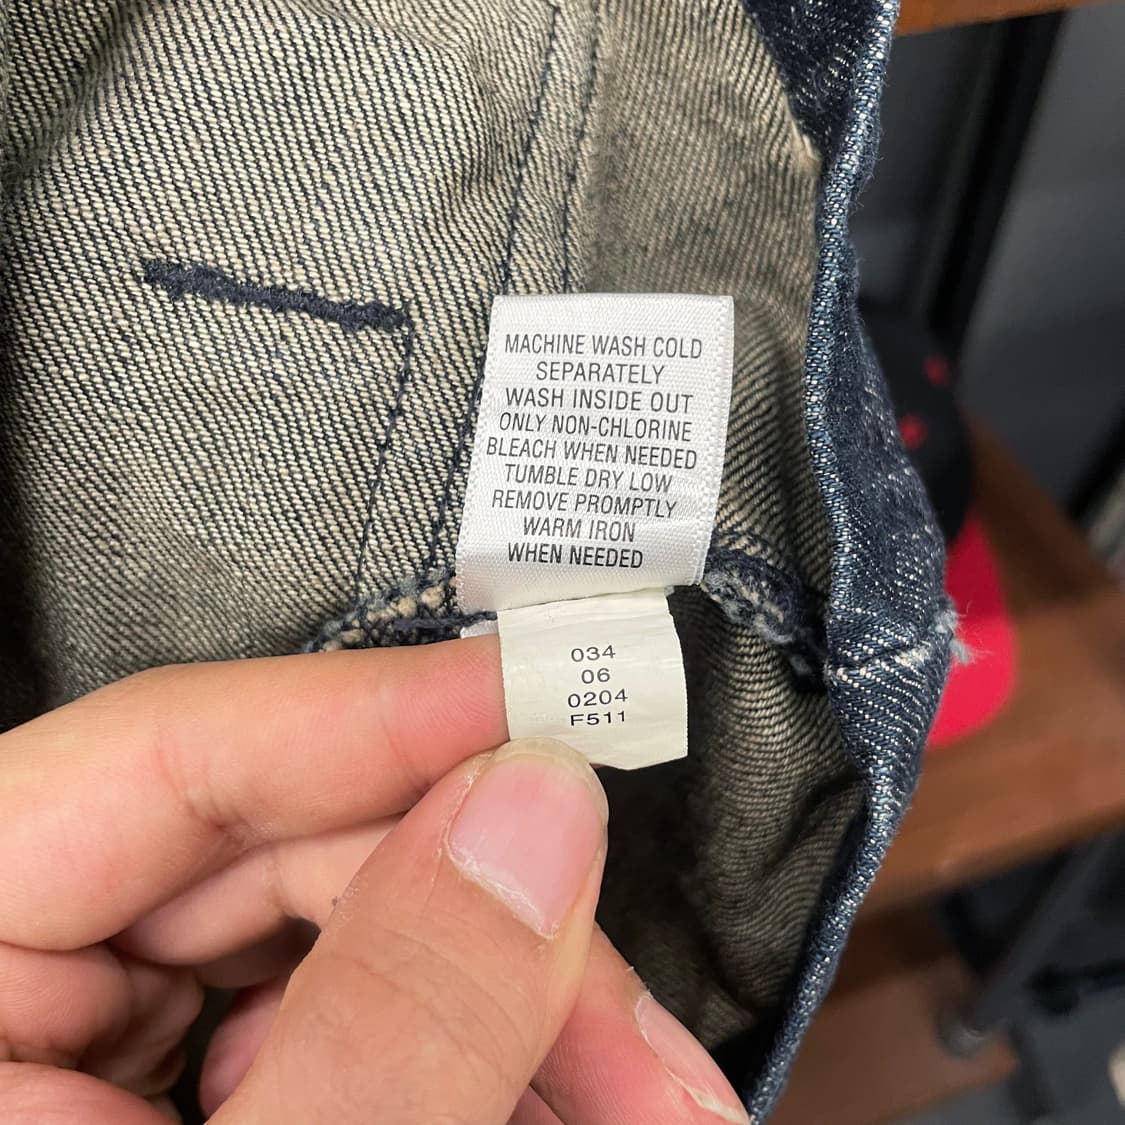 MACHINE WASH COLD
SEPARATELY
WASH INSIDE OUT
ONLY NON-CHLORINE
BLEACH WHEN NEEDED
TUMBLE DRY LOW
REMOVE PROMPTLY
WARM IRON
WHEN NEEDED
034
06
0204
F511